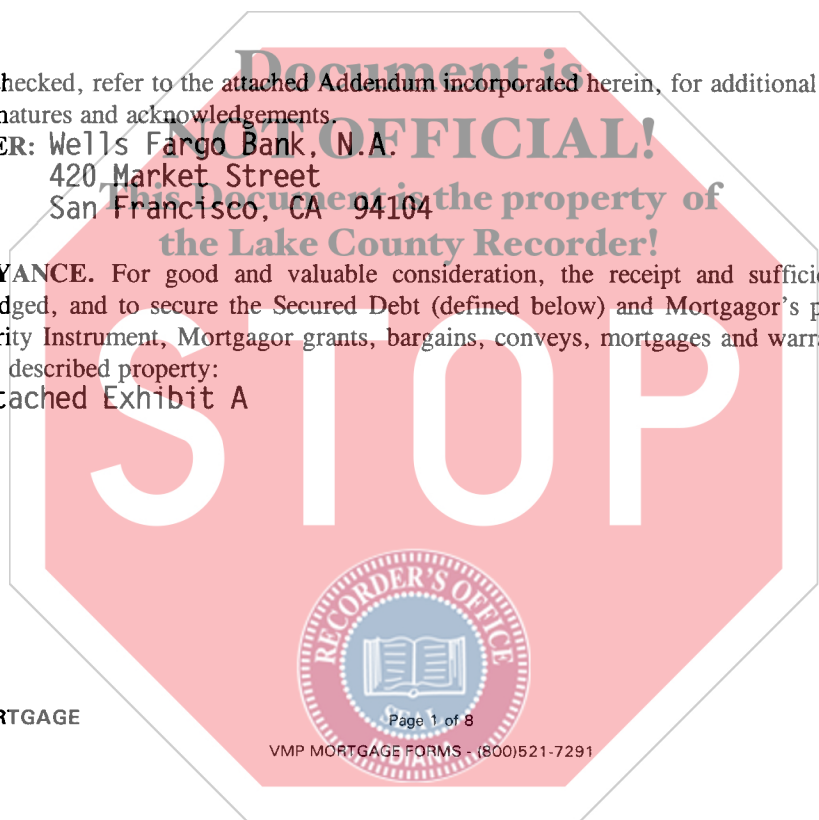 Document is
hecked, refer to the attached Addendum incorporated herein, for additional
natures and acknowledgements.
NOT OFFICIAL!
ER: Wells Fargo Bank, N.A.
420 Market Street
This Document is the property of
San Francisco, CA 94104
the Lake County Recorder!
YANCE. For good and valuable consideration, the receipt and suffici
dged, and to secure the Secured Debt (defined below) and Mortgagor's p
rity Instrument, Mortgagor grants, bargains, conveys, mortgages and warr
described property:
tached Exhibit A
STOP
RECORDER'S OFFICE
SEAL
INDIANA
RTGAGE
Page 1 of 8
VMP MORTGAGE FORMS - (800)521-7291